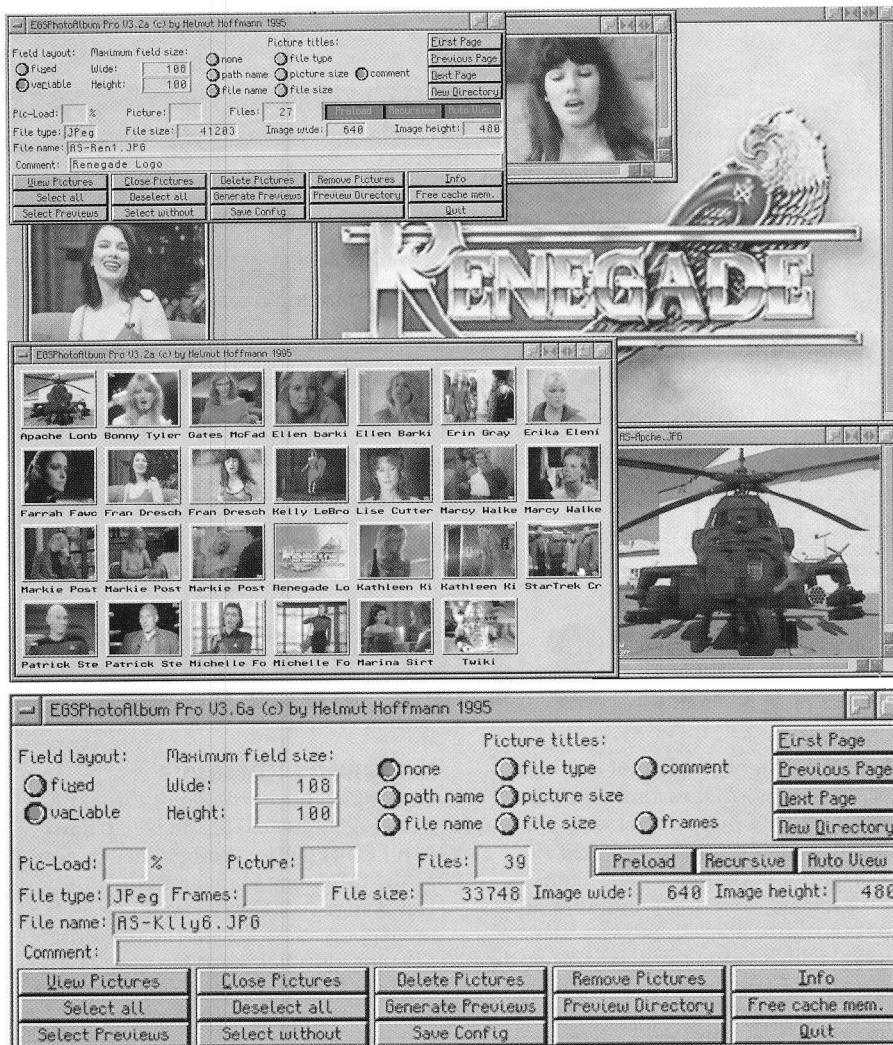 EGSPhotoAlbum Pro V3.2a (c) by Helmut Hoffmann 1995
Field layout:
fixed
variable
Maximum field size:
Wide: 108
Height: 100
Picture titles:
none
path name
file name
file type
picture size
file size
comment
First Page
Previous Page
Next Page
New Directory
Pic-Load: %
Picture:
Files: 27
Preload Recursive Auto View
File type: JPeg File size: 41203 Image wide: 640 Image height: 480
File name: AS-Ren1.JPG
Comment: Renegade Logo
View Pictures Close Pictures Delete Pictures Remove Pictures Info
Select all Deselect all Generate Previews Preview Directory Free cache mem.
Select Previews Select without Save Config Quit
RENEGADE
EGSPhotoAlbum Pro V3.2a (c) by Helmut Hoffmann 1995
Apache Lonb Bonny Tyler Gates McFad Ellen barki Ellen Barki Erin Gray Erika Eleni
Farrah Fawc Fran Dresch Fran Dresch Kelly LeBro Lise Cutter Marcy Walke Marcy Walke
Markie Post Markie Post Markie Post Renegade Lo Kathleen Ki Kathleen Ki StarTrek Cr
Patrick Ste Patrick Ste Michelle Fo Michelle Fo Marina Sirt Twiki
AS-Apche.JPG
EGSPhotoAlbum Pro V3.6a (c) by Helmut Hoffmann 1995
Field layout:
fixed
variable
Maximum field size:
Wide: 108
Height: 100
Picture titles:
none file type comment
path name picture size
file name file size frames
First Page
Previous Page
Next Page
New Directory
Pic-Load: % Picture: Files: 39 Preload Recursive Auto View
File type: JPeg Frames: File size: 33748 Image wide: 640 Image height: 480
File name: AS-Klly6.JPG
Comment:
View Pictures Close Pictures Delete Pictures Remove Pictures Info
Select all Deselect all Generate Previews Preview Directory Free cache mem.
Select Previews Select without Save Config Quit